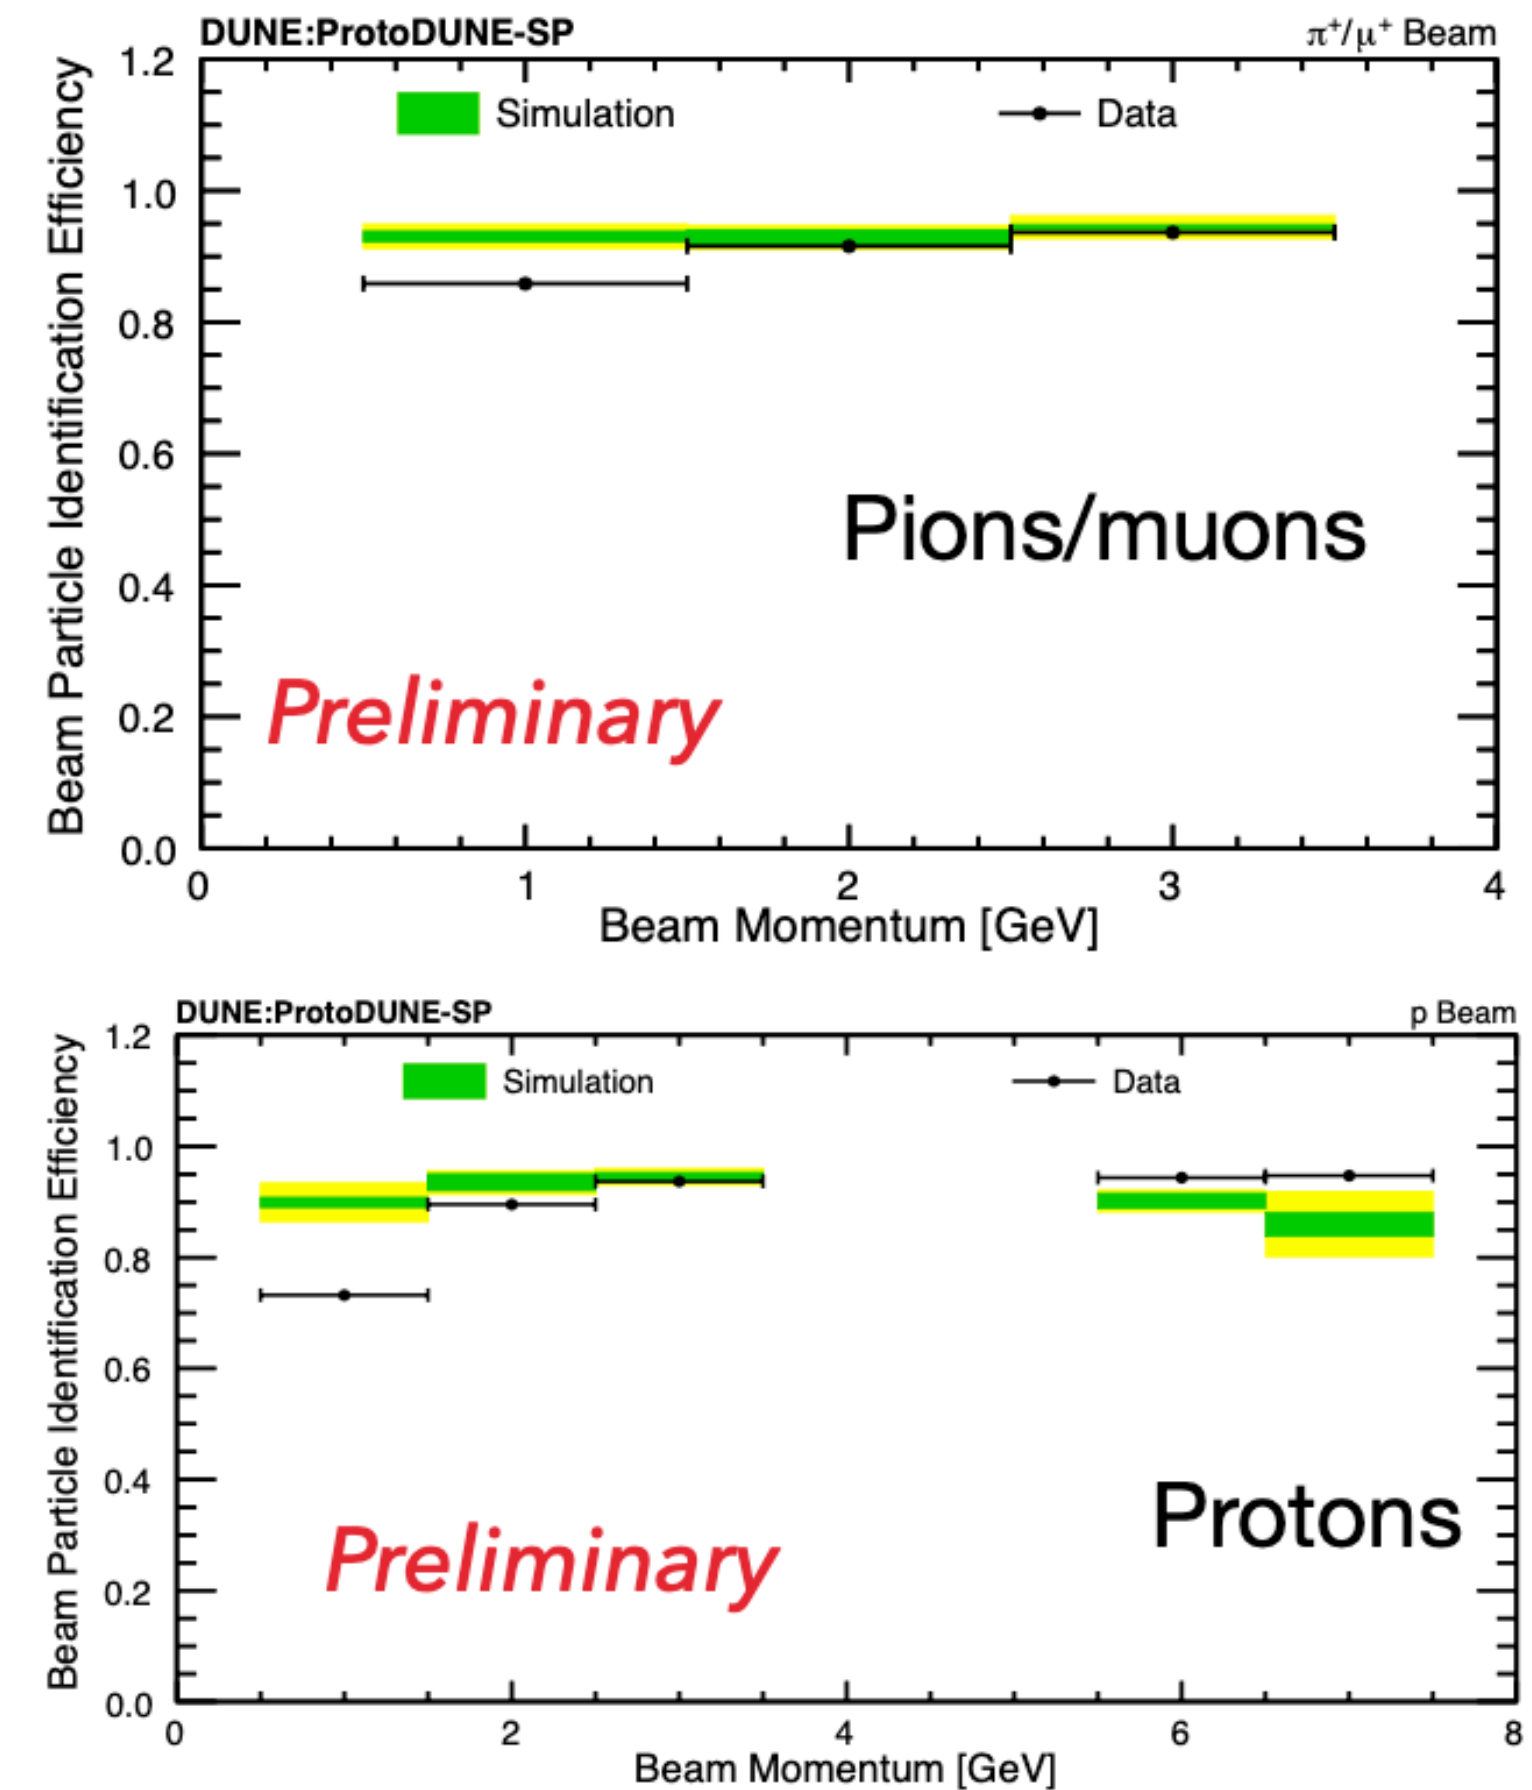 DUNE:ProtoDUNE-SP π⁺/μ⁺ Beam
Beam Particle Identification Efficiency
1.2
Simulation Data
1.0
0.8
0.6
Pions/muons
0.4
Preliminary
0.2
0.0
0 1 2 3 4
Beam Momentum [GeV]
DUNE:ProtoDUNE-SP p Beam
Beam Particle Identification Efficiency
1.2
Simulation Data
1.0
0.8
0.6
0.4
Protons
Preliminary
0.2
0.0
0 2 4 6 8
Beam Momentum [GeV]